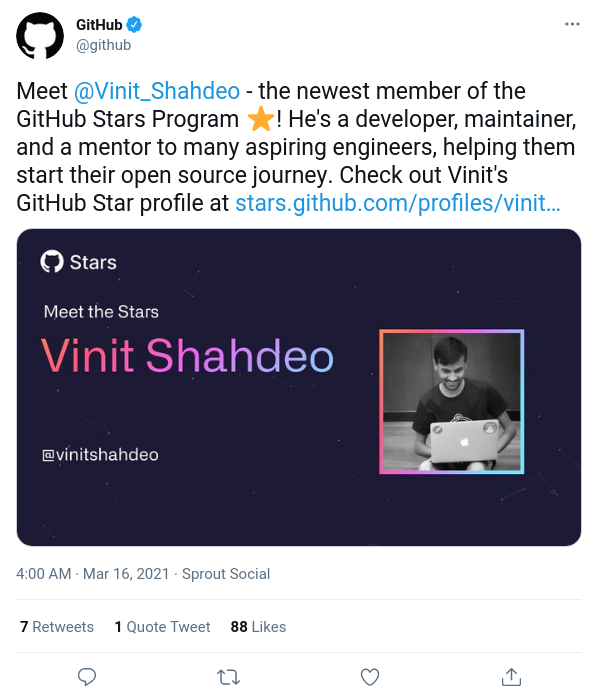 GitHub
@github
Meet @Vinit_Shahdeo - the newest member of the
GitHub Stars Program ⭐! He's a developer, maintainer,
and a mentor to many aspiring engineers, helping them
start their open source journey. Check out Vinit's
GitHub Star profile at stars.github.com/profiles/vinit…
Stars
Meet the Stars
Vinit Shahdeo
@vinitshahdeo
4:00 AM · Mar 16, 2021 · Sprout Social
7 Retweets 1 Quote Tweet 88 Likes